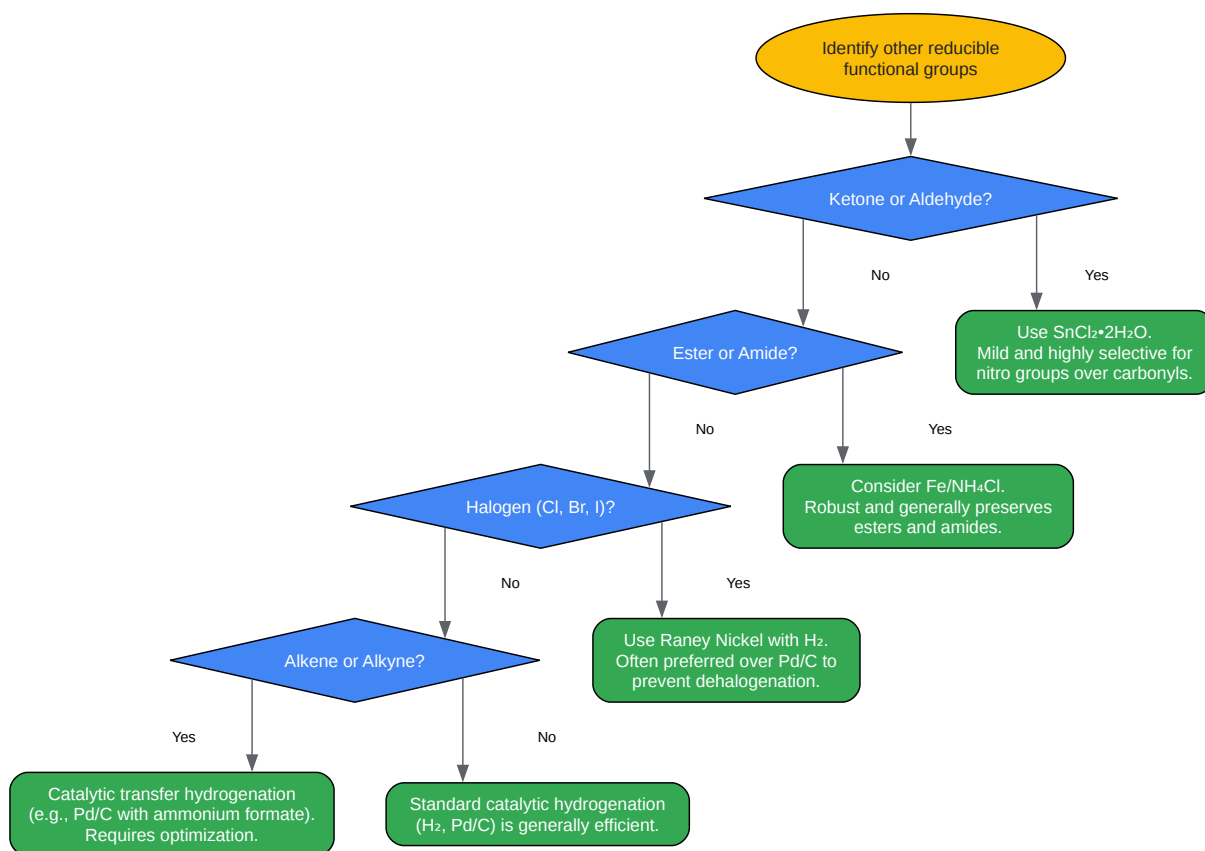 Identify other reducible
functional groups
Ketone or Aldehyde?
No
Yes
Use SnCl₂•2H₂O.
Mild and highly selective for
nitro groups over carbonyls.
Ester or Amide?
No
Yes
Consider Fe/NH₄Cl.
Robust and generally preserves
esters and amides.
Halogen (Cl, Br, I)?
No
Yes
Use Raney Nickel with H₂.
Often preferred over Pd/C to
prevent dehalogenation.
Alkene or Alkyne?
Yes
No
Catalytic transfer hydrogenation
(e.g., Pd/C with ammonium formate).
Requires optimization.
Standard catalytic hydrogenation
(H₂, Pd/C) is generally efficient.